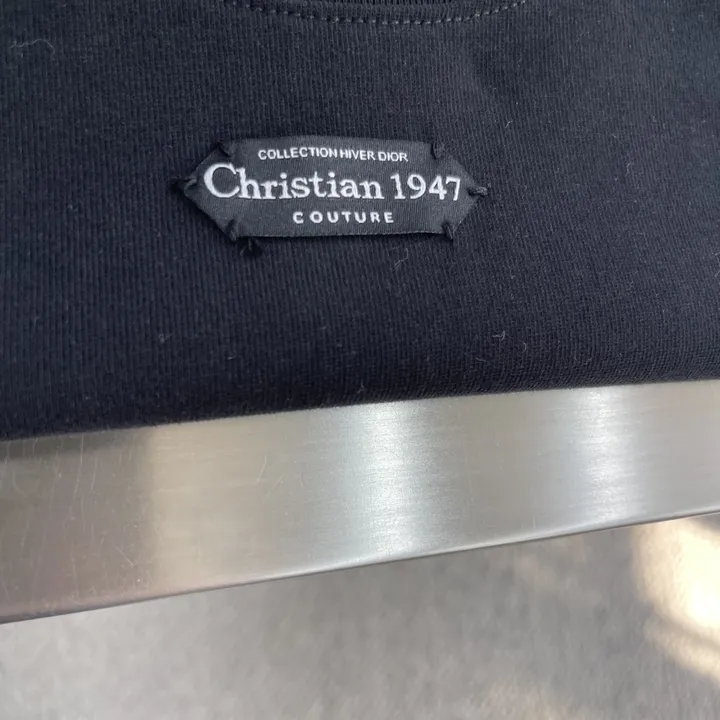 COLLECTION HIVER DIOR
Christian 1947
COUTURE